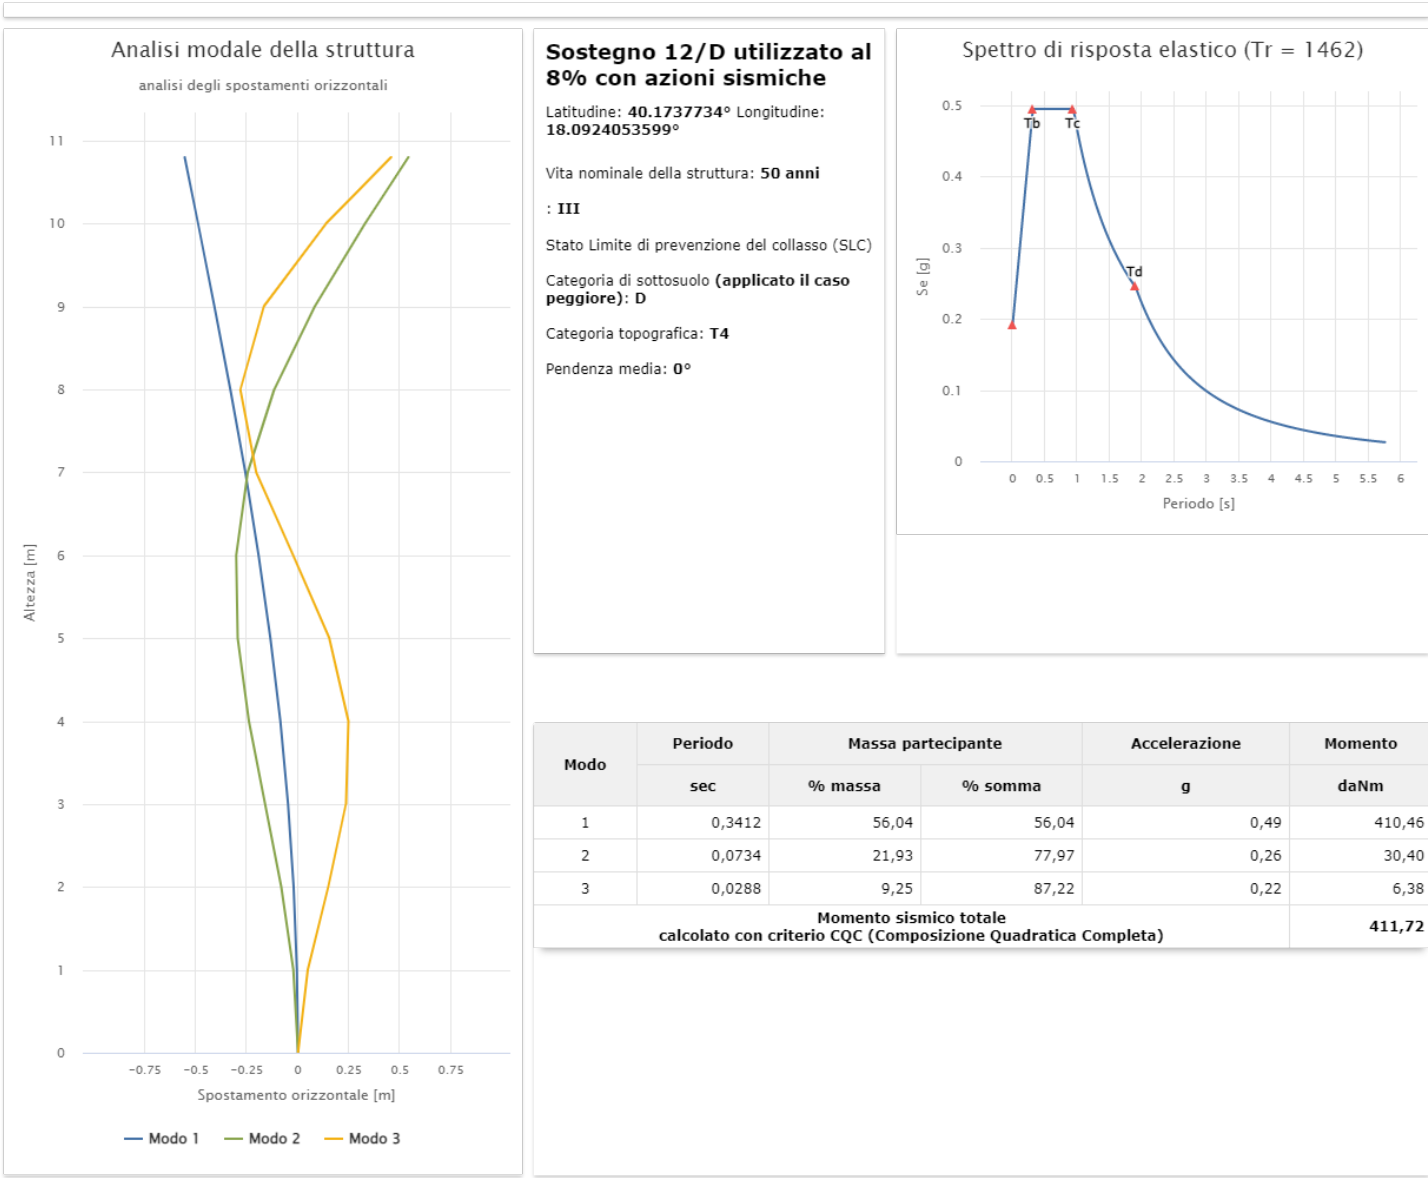 Analisi modale della struttura
analisi degli spostamenti orizzontali
11
10
9
8
7
6
5
4
3
2
1
0
Altezza [m]
−0.75 −0.5 −0.25 0 0.25 0.5 0.75
Spostamento orizzontale [m]
Modo 1 Modo 2 Modo 3
Sostegno 12/D utilizzato al
8% con azioni sismiche
Latitudine: 40.1737734° Longitudine:
18.0924053599°
Vita nominale della struttura: 50 anni
: III
Stato Limite di prevenzione del collasso (SLC)
Categoria di sottosuolo (applicato il caso
peggiore): D
Categoria topografica: T4
Pendenza media: 0°
Spettro di risposta elastico (Tr = 1462)
0.5
0.4
0.3
0.2
0.1
0
Se [g]
Tb Tc
Td
0 0.5 1 1.5 2 2.5 3 3.5 4 4.5 5 5.5 6
Periodo [s]
Modo Periodo Massa partecipante Accelerazione Momento
sec % massa % somma g daNm
1 0,3412 56,04 56,04 0,49 410,46
2 0,0734 21,93 77,97 0,26 30,40
3 0,0288 9,25 87,22 0,22 6,38
Momento sismico totale
calcolato con criterio CQC (Composizione Quadratica Completa) 411,72